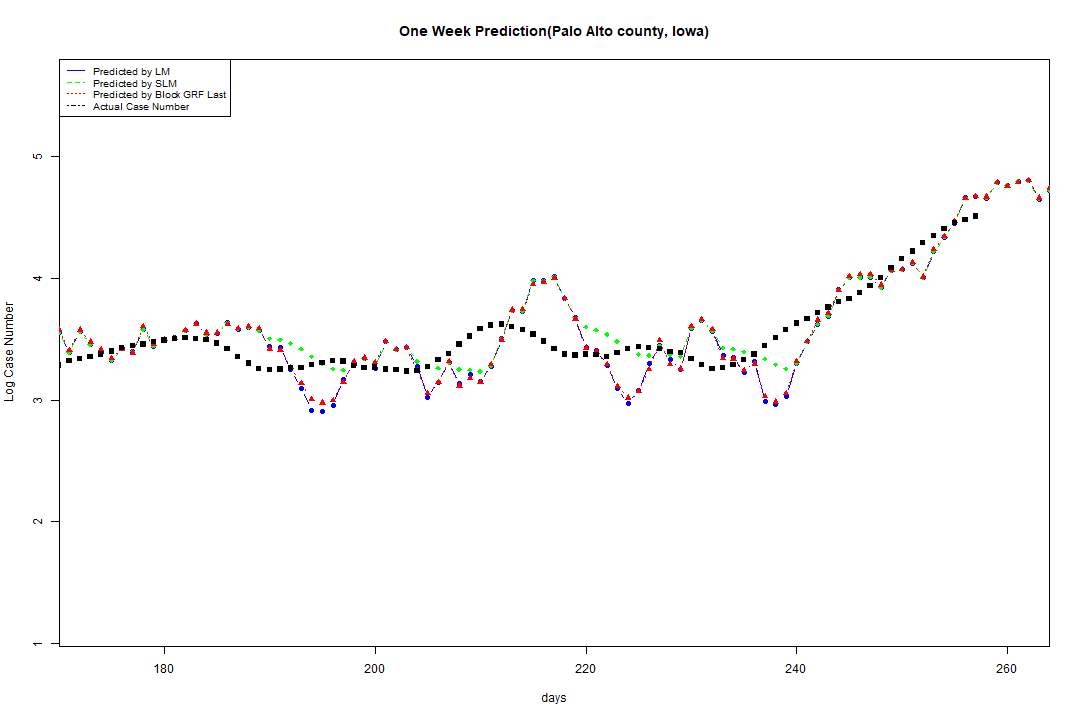 One Week Prediction(Palo Alto county, Iowa)
Predicted by LM
Predicted by SLM
Predicted by Block GRF Last
Actual Case Number
5
4
3
2
1
Log Case Number
180 200 220 240 260
days